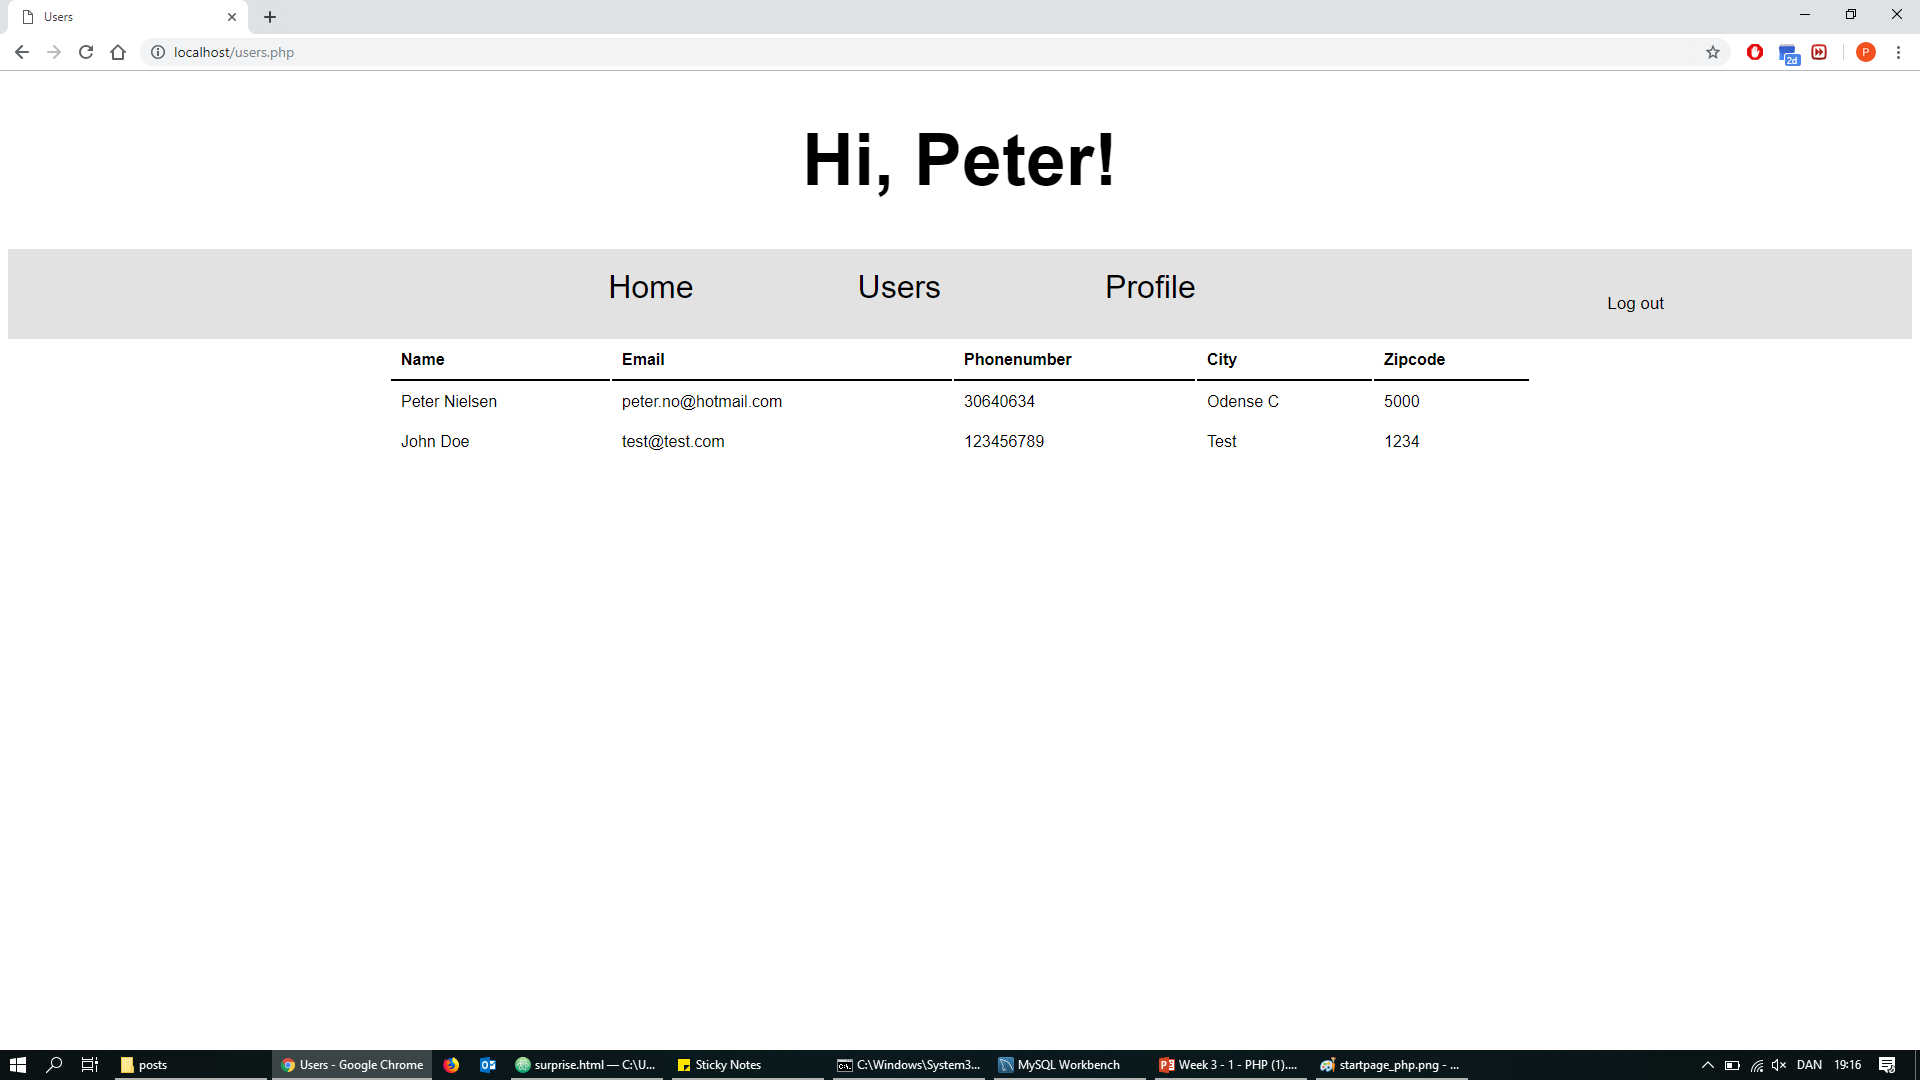 Users
localhost/users.php
2d
P
Hi, Peter!
Home Users Profile Log out
Name Email Phonenumber City Zipcode
Peter Nielsen peter.no@hotmail.com 30640634 Odense C 5000
John Doe test@test.com 123456789 Test 1234
posts Users - Google Chrome surprise.html — C:\U... Sticky Notes C:\Windows\System3... MySQL Workbench Week 3 - 1 - PHP (1).... startpage_php.png - ... DAN 19:16